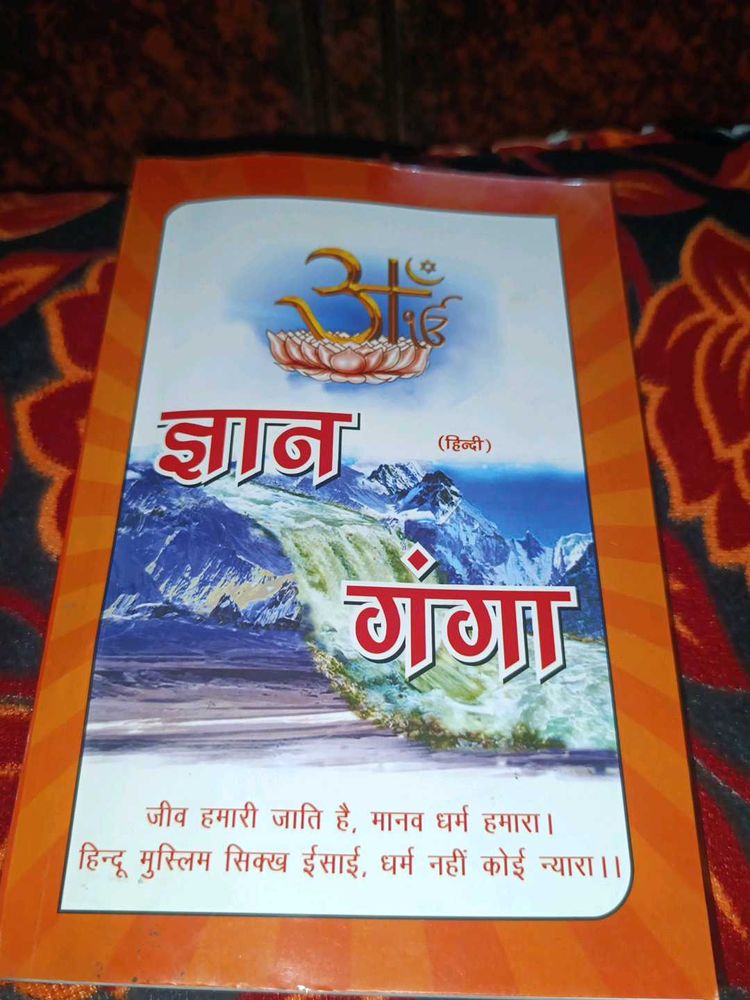 ज्ञान
(हिन्दी)
गंगा
जीव हमारी जाति है, मानव धर्म हमारा।
हिन्दू मुस्लिम सिक्ख ईसाई, धर्म नहीं कोई न्यारा।।